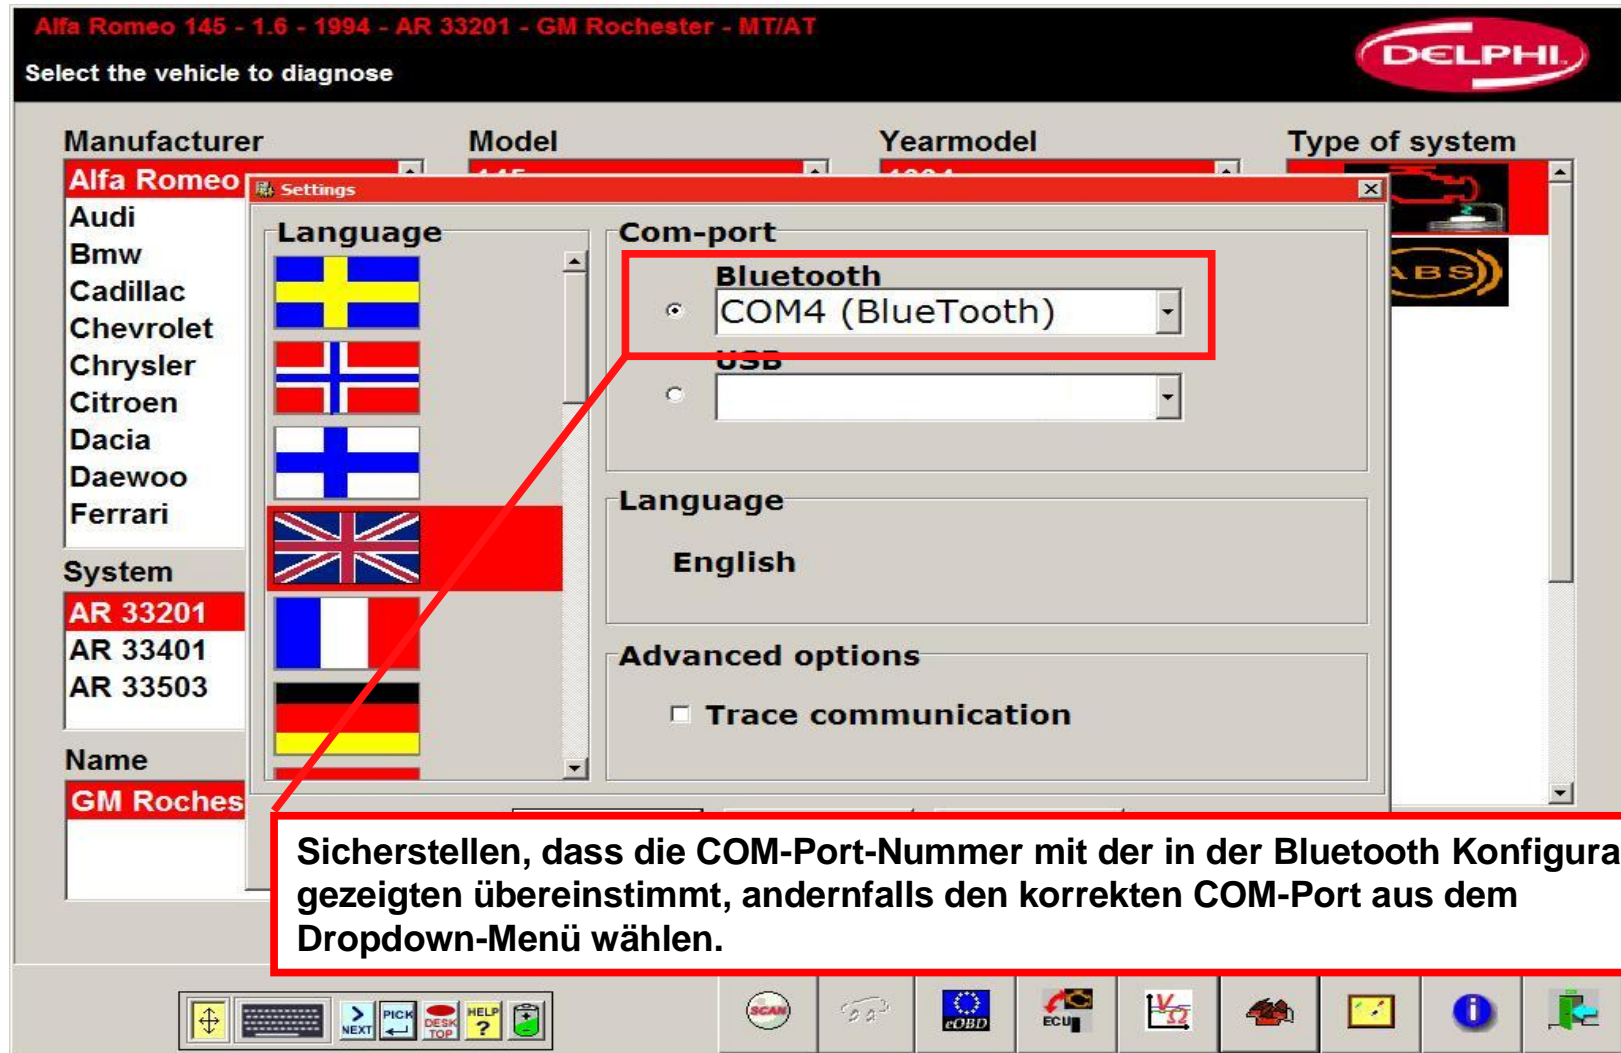 Alfa Romeo 145 - 1.6 - 1994 - AR 33201 - GM Rochester - MT/AT
Select the vehicle to diagnose
DELPHI
Manufacturer
Model
Yearmodel
Type of system
Alfa Romeo
Audi
Bmw
Cadillac
Chevrolet
Chrysler
Citroen
Dacia
Daewoo
Ferrari
System
AR 33201
AR 33401
AR 33503
Name
GM Roches
Settings
Language
Com-port
Bluetooth
COM4 (BlueTooth)
USB
Language
English
Advanced options
Trace communication
ABS
Sicherstellen, dass die COM-Port-Nummer mit der in der Bluetooth Konfigura
gezeigten übereinstimmt, andernfalls den korrekten COM-Port aus dem
Dropdown-Menü wählen.
NEXT
PICK
DESK
TOP
HELP
?
SCAN
eOBD
ECU
V
Ω
i